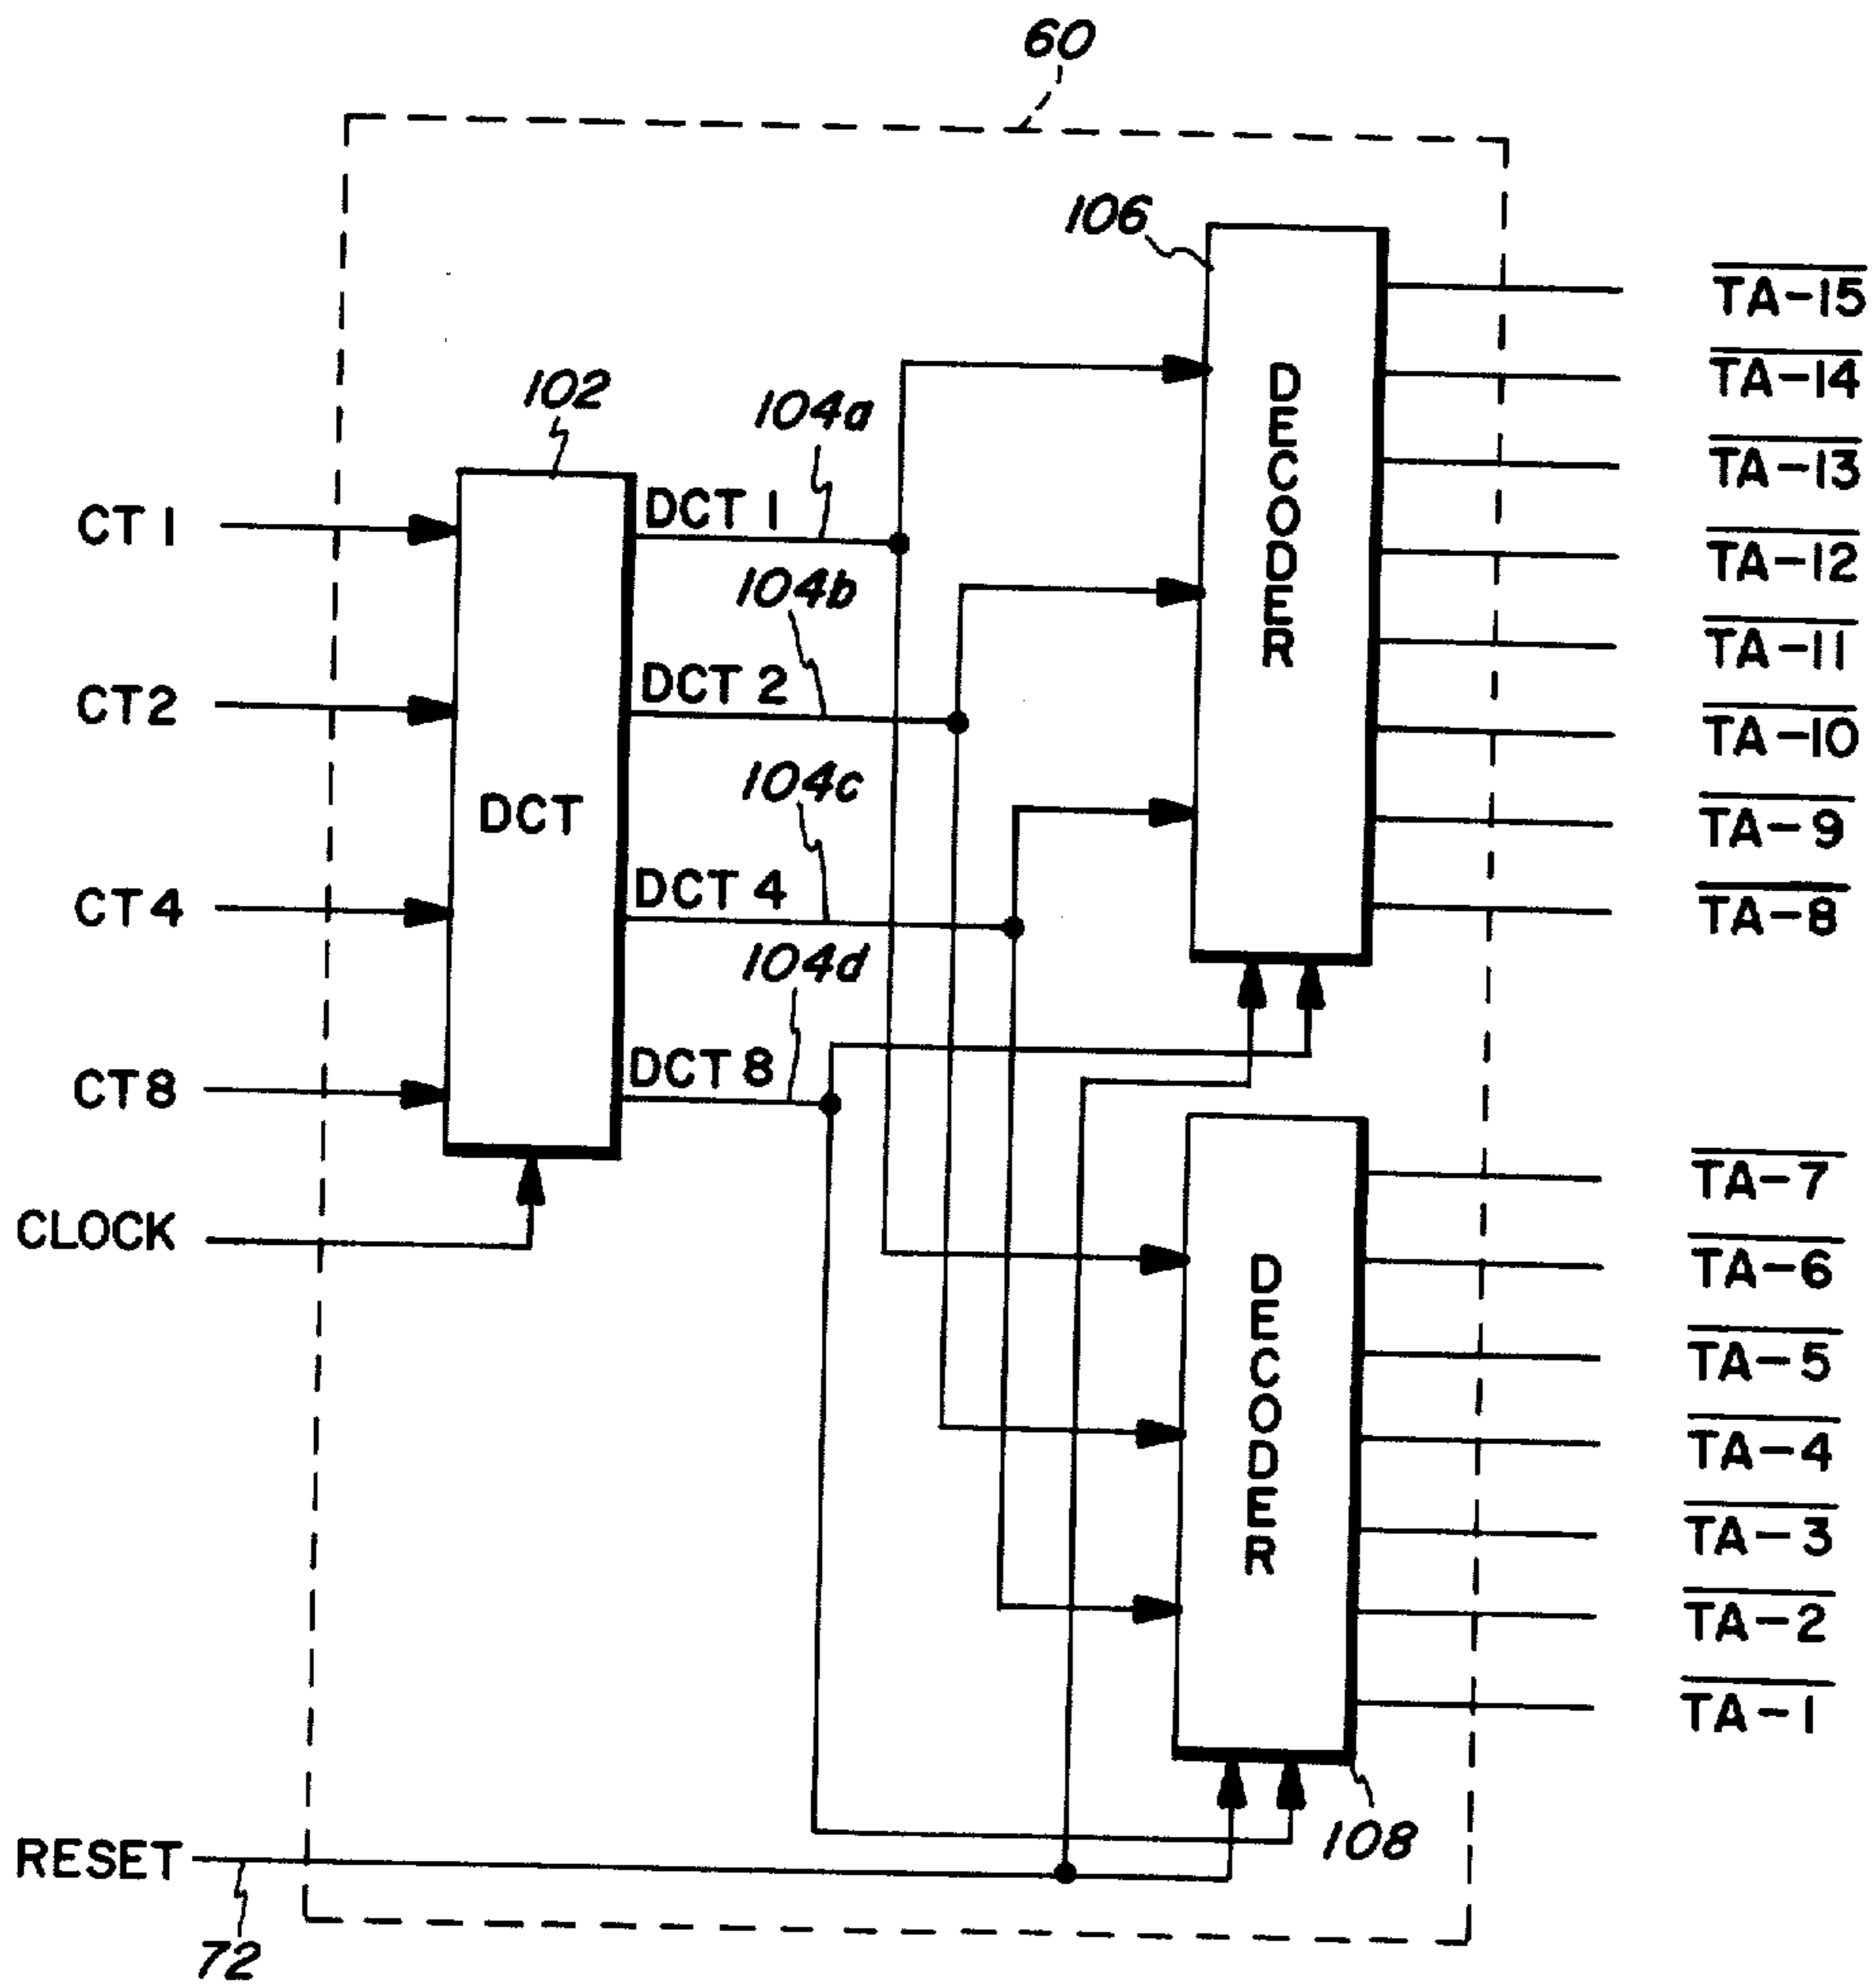 60
106
TA-15
TA-14
102
104a
DECODER
TA-13
CT 1
DCT 1
TA-12
104b
TA-11
CT2
DCT 2
TA-10
104c
DCT
TA-9
CT4
DCT 4
TA-8
104d
CT8
DCT 8
TA-7
CLOCK
TA-6
DECODER
TA-5
TA-4
TA-3
TA-2
TA-1
108
RESET
72